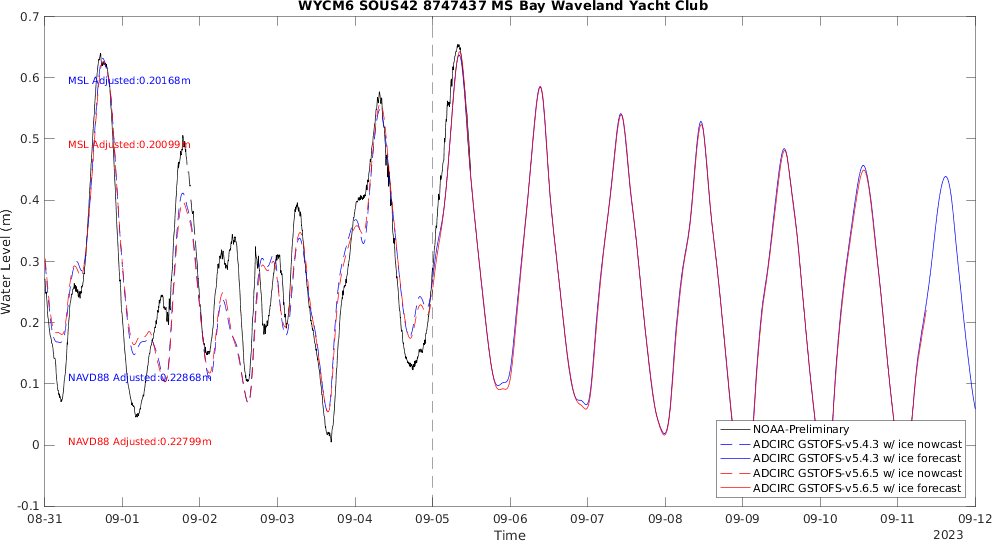 WYCM6 SOUS42 8747437 MS Bay Waveland Yacht Club
0.7
0.6
0.5
0.4
0.3
0.2
0.1
0
-0.1
Water Level (m)
MSL Adjusted:0.20168m
MSL Adjusted:0.20099m
NAVD88 Adjusted:0.22868m
NAVD88 Adjusted:0.22799m
NOAA-Preliminary
ADCIRC GSTOFS-v5.4.3 w/ ice nowcast
ADCIRC GSTOFS-v5.4.3 w/ ice forecast
ADCIRC GSTOFS-v5.6.5 w/ ice nowcast
ADCIRC GSTOFS-v5.6.5 w/ ice forecast
08-31 09-01 09-02 09-03 09-04 09-05 09-06 09-07 09-08 09-09 09-10 09-11 09-12
Time
2023